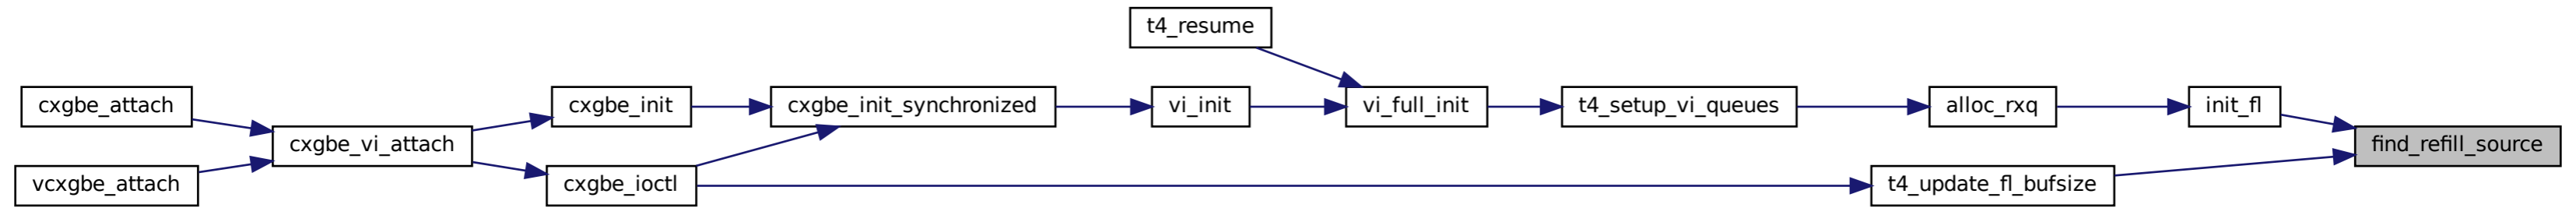 t4_resume
cxgbe_attach
cxgbe_init
cxgbe_init_synchronized
vi_init
vi_full_init
t4_setup_vi_queues
alloc_rxq
init_fl
cxgbe_vi_attach
find_refill_source
vcxgbe_attach
cxgbe_ioctl
t4_update_fl_bufsize